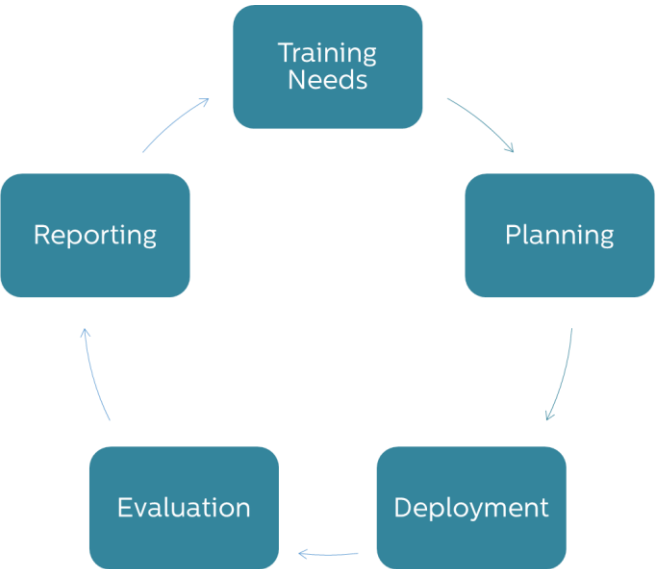 Training
Needs
Planning
Deployment
Evaluation
Reporting